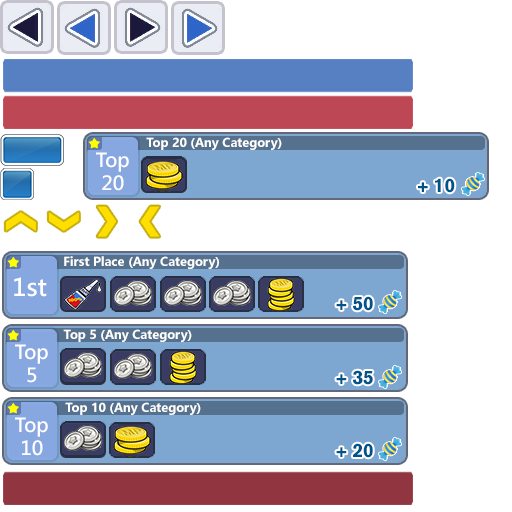 Top 20 (Any Category)
Top
20
+ 10
First Place (Any Category)
1st
+ 50
Top 5 (Any Category)
Top
5
+ 35
Top 10 (Any Category)
Top
10
+ 20